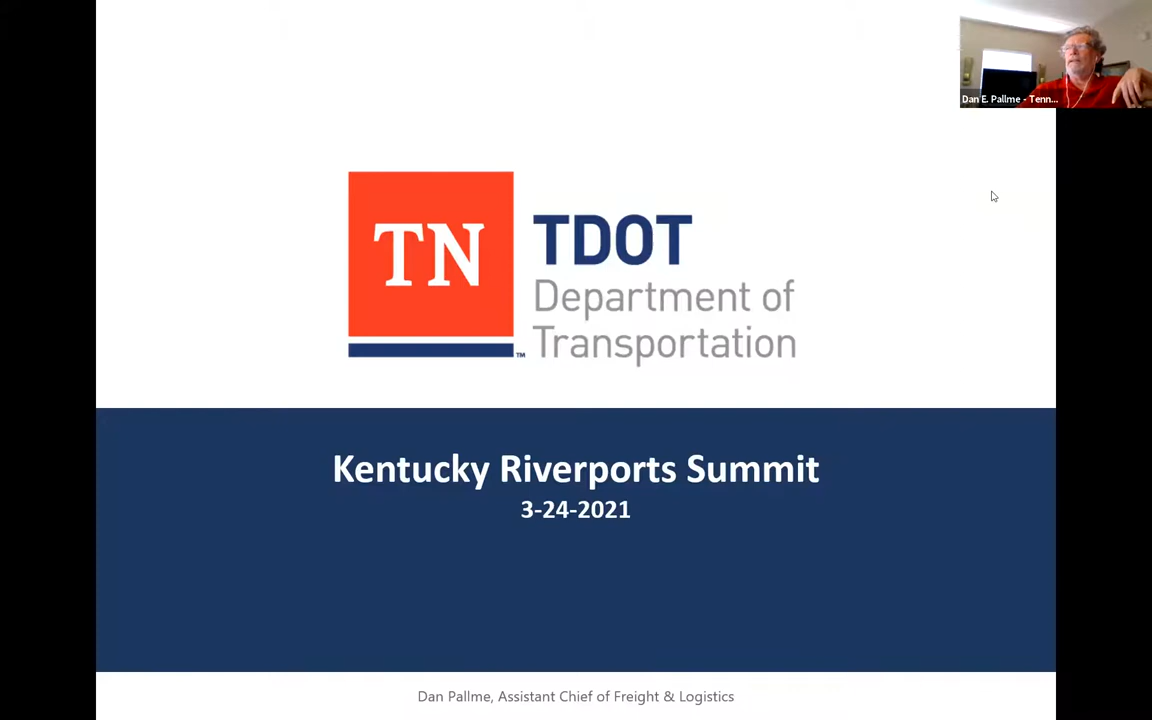 Dan E. Pallme - Tenn...
TN
TM
TDOT
Department of
Transportation
Kentucky Riverports Summit
3-24-2021
Dan Pallme, Assistant Chief of Freight & Logistics